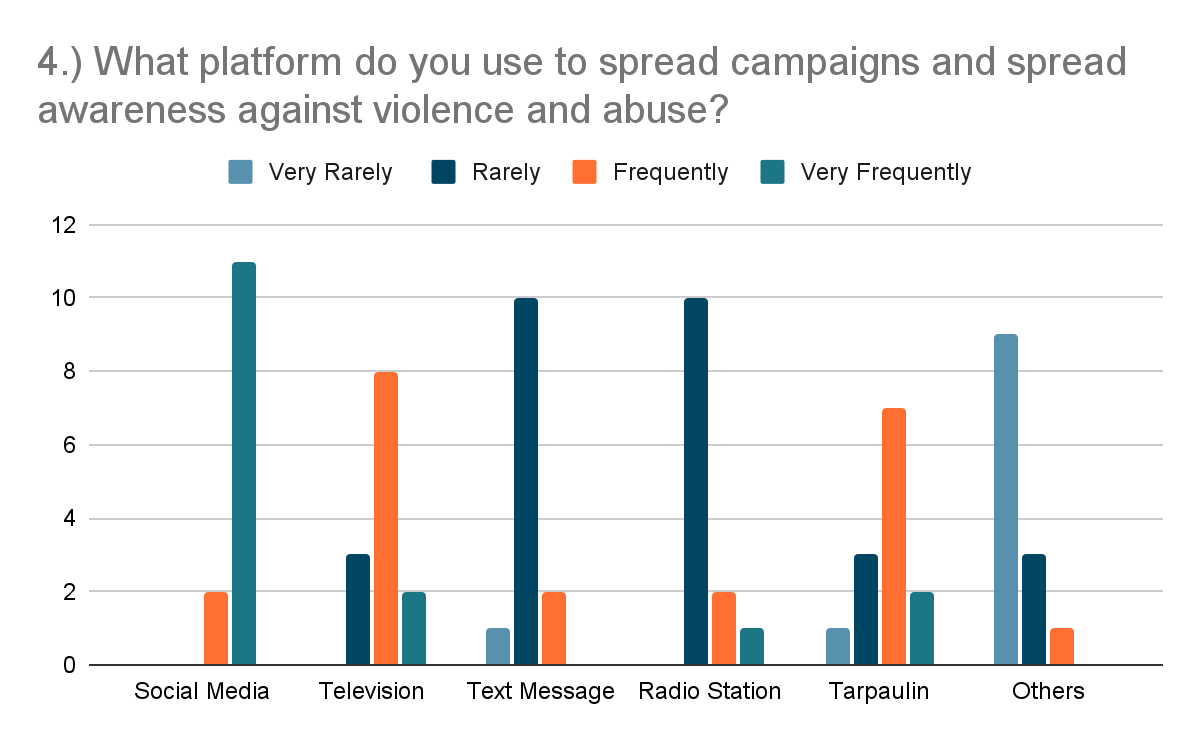 4.) What platform do you use to spread campaigns and spread
awareness against violence and abuse?
Very Rarely Rarely Frequently Very Frequently
12
10
8
6
4
2
0
Social Media Television Text Message Radio Station Tarpaulin Others